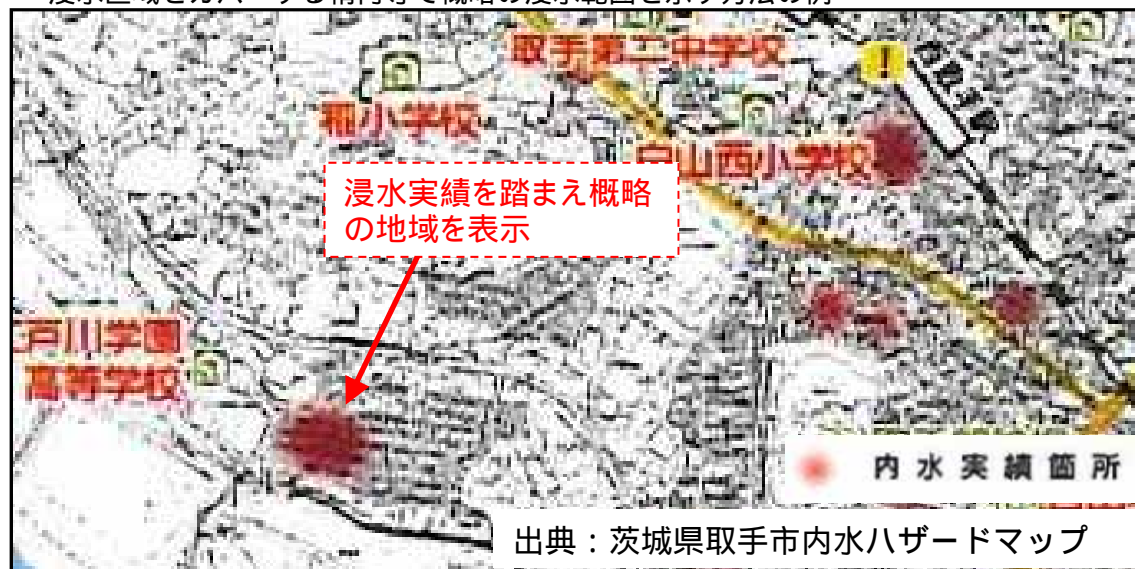 取手第二中学校
稲小学校
白山西小学校
浸水実績を踏まえ概略
の地域を表示
戸川学園
高等学校
内水実績箇所
出典：茨城県取手市内水ハザードマップ